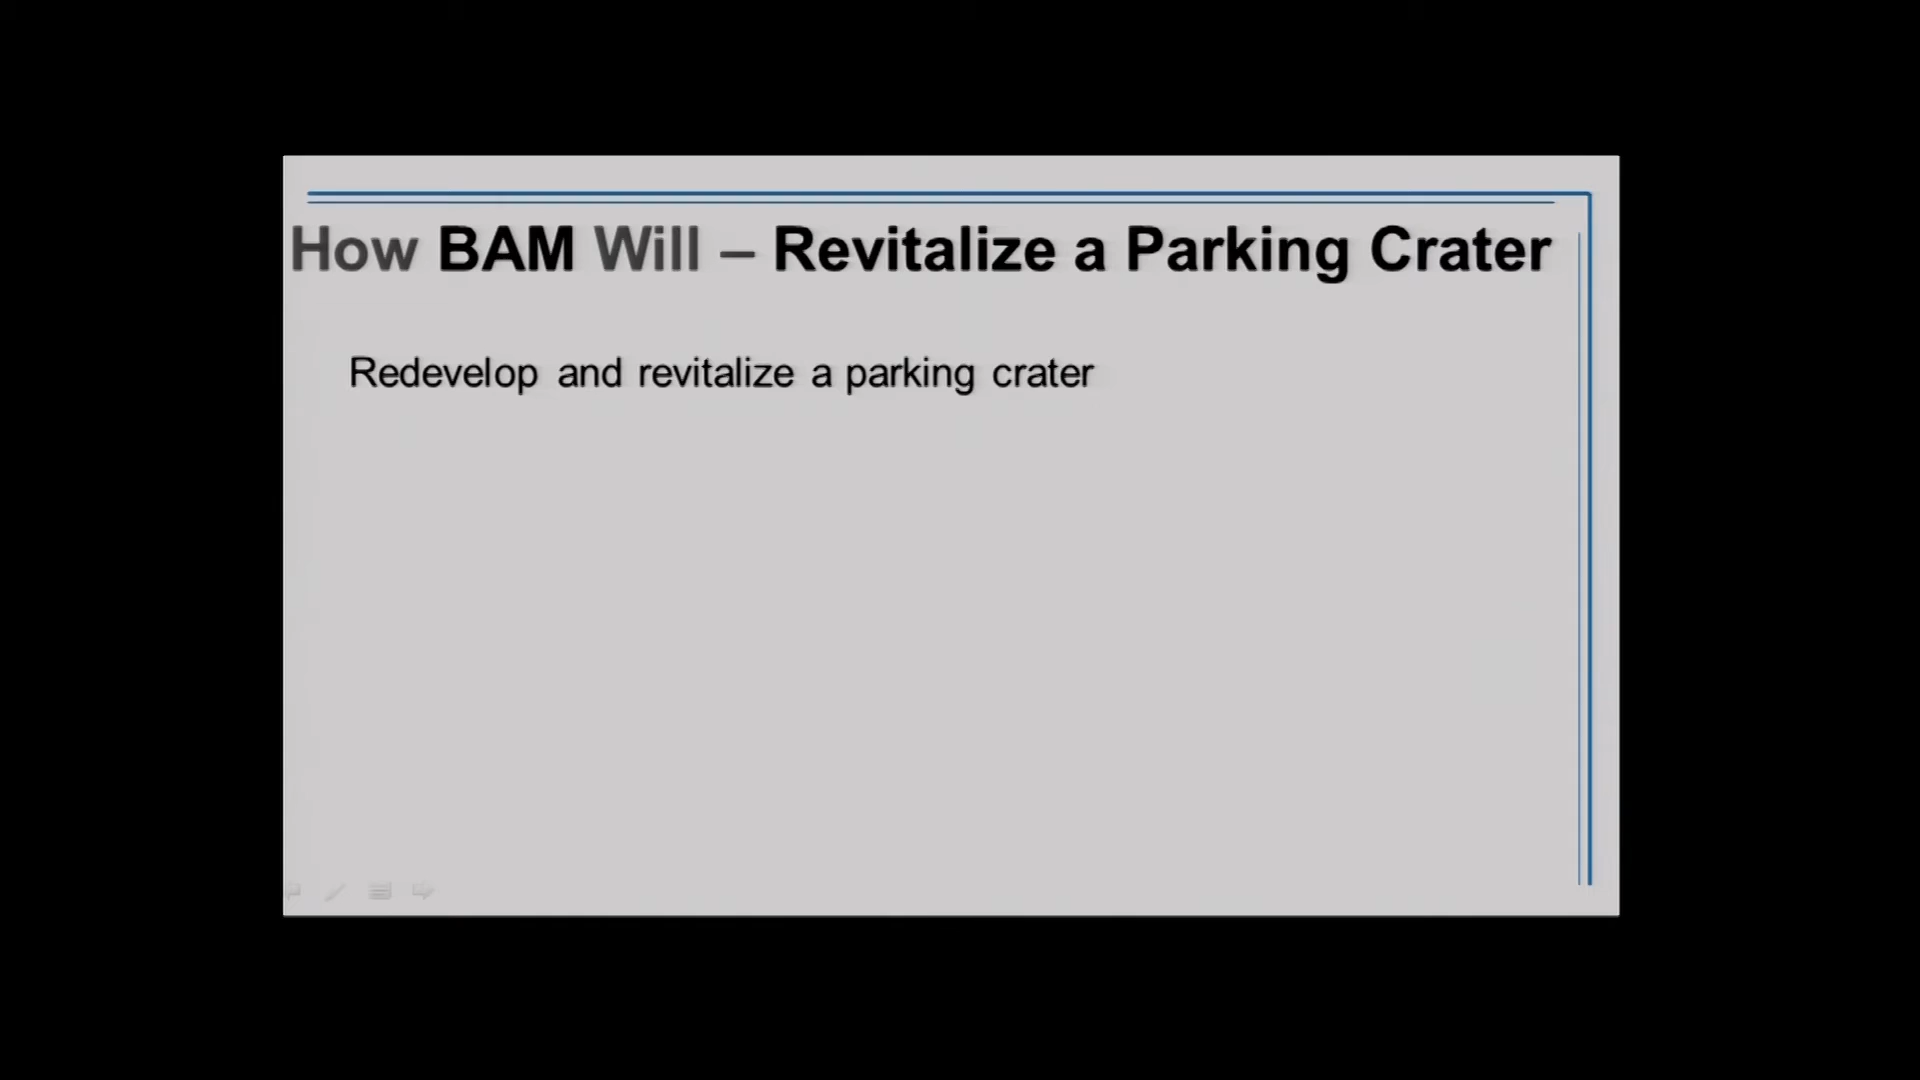 How BAM Will – Revitalize a Parking Crater
Redevelop and revitalize a parking crater